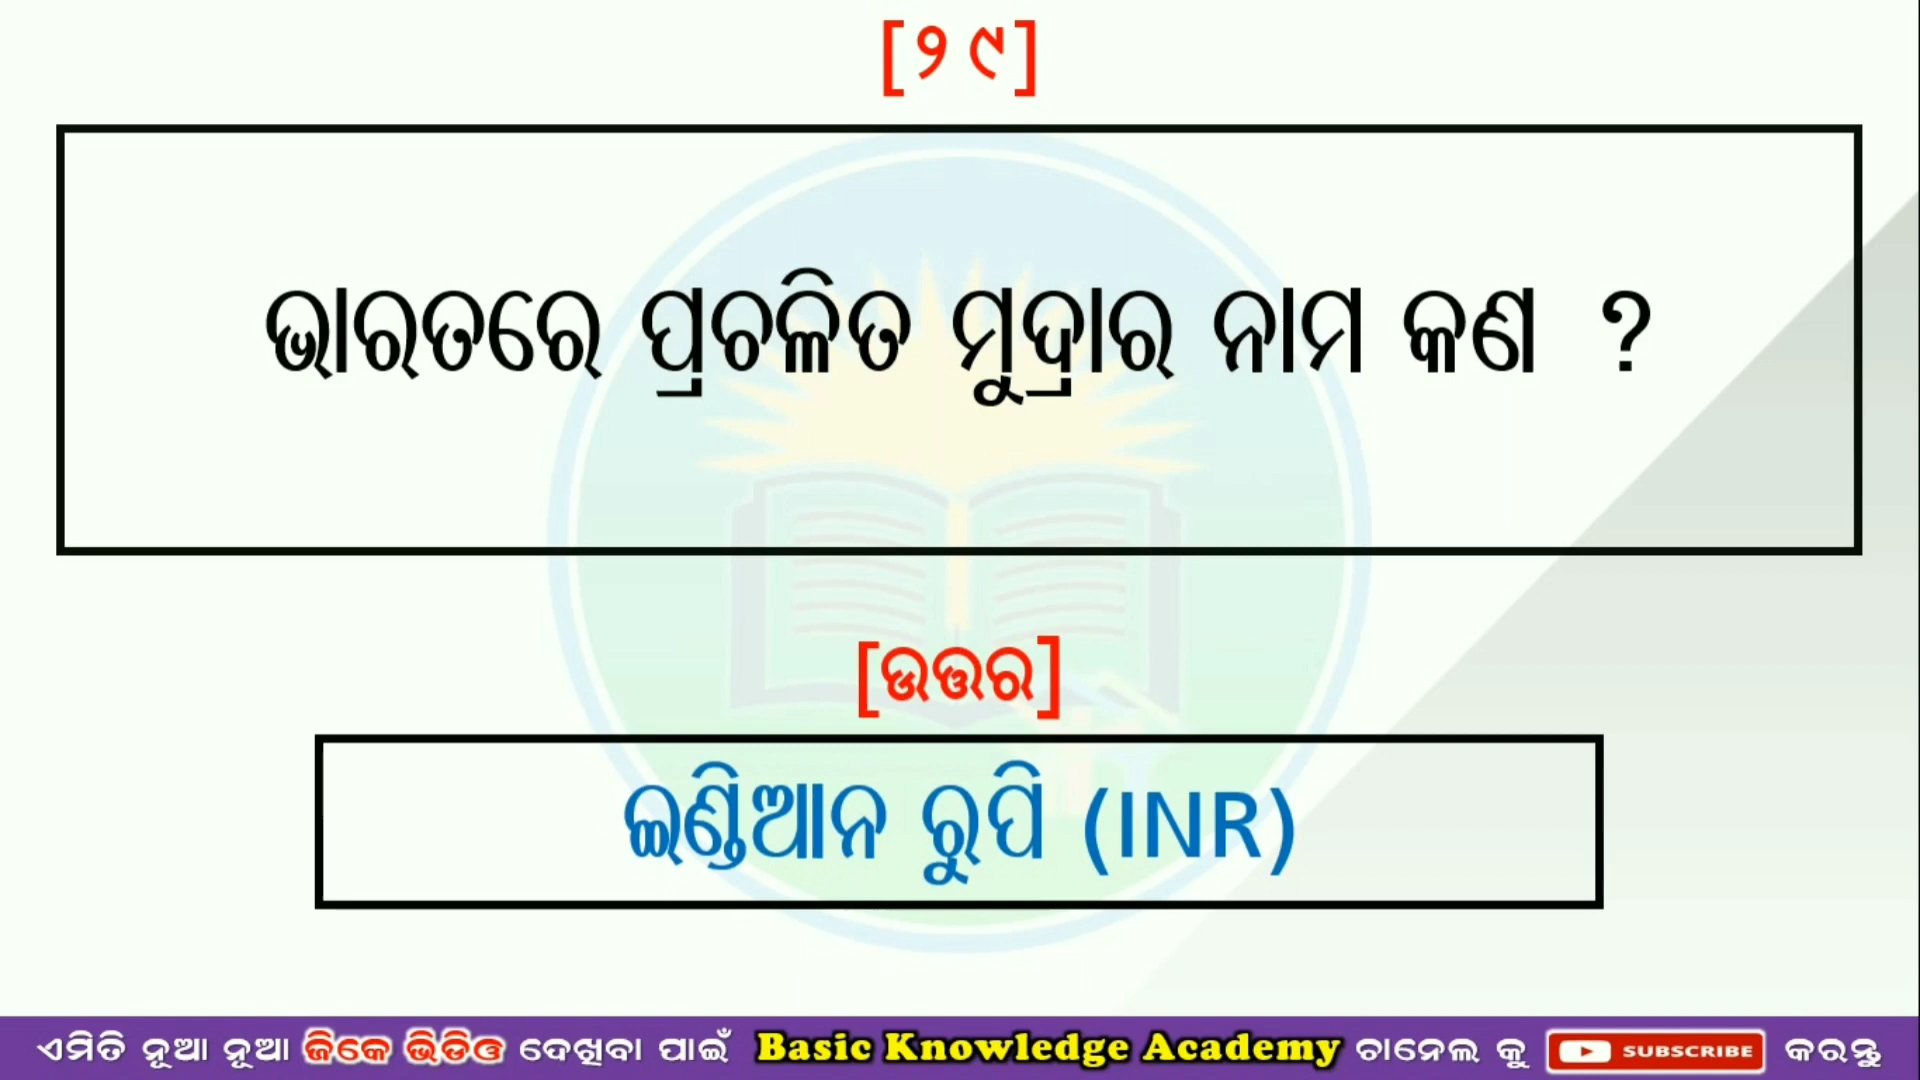 [୨୯]
ଭାରତରେ ପ୍ରଚଳିତ ମୁଦ୍ରାର ନାମ କଣ ?
[ଉତ୍ତର]
ଇଣ୍ଡିଆନ ରୁପି (INR)
ଏମିତି ନୂଆ ନୂଆ ଜିକେ ଭିଡିଓ ଦେଖିବା ପାଇଁ Basic Knowledge Academy ଚାନେଲ କୁ SUBSCRIBE କରନ୍ତୁ